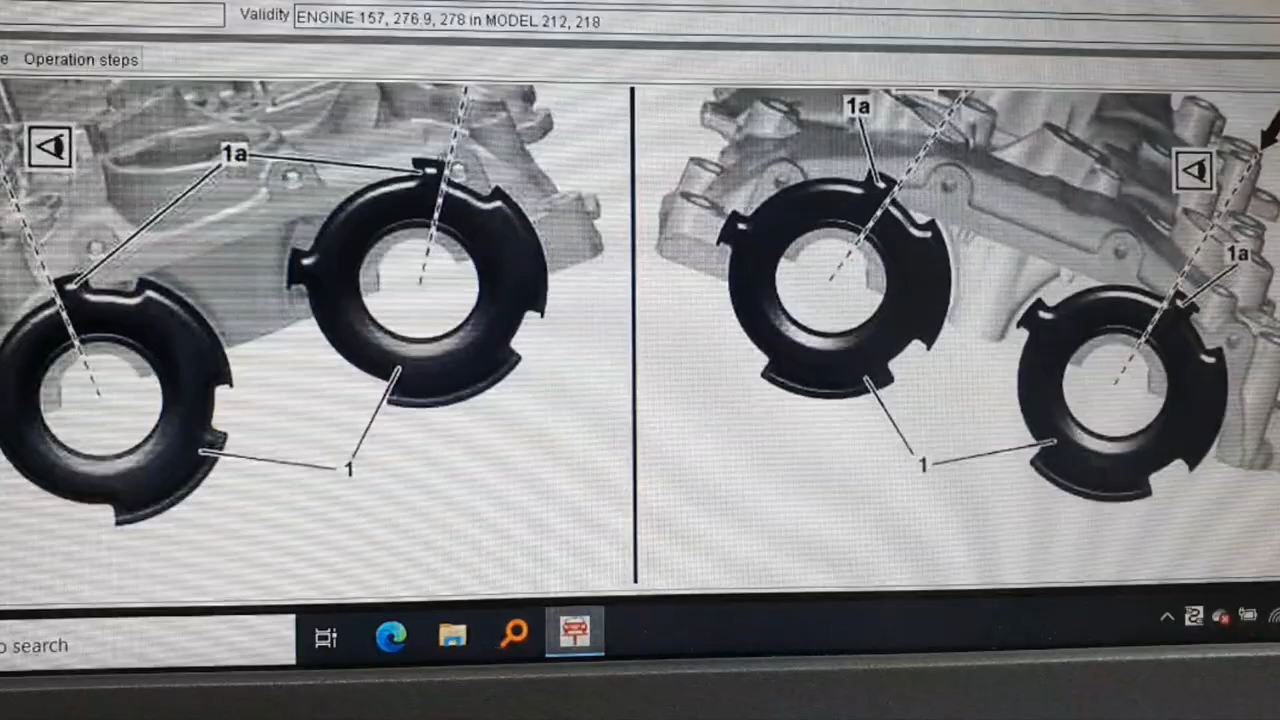 Validity ENGINE 157, 276.9, 278 in MODEL 212, 218
e Operation steps
1a
1a
1a
1
1
o search